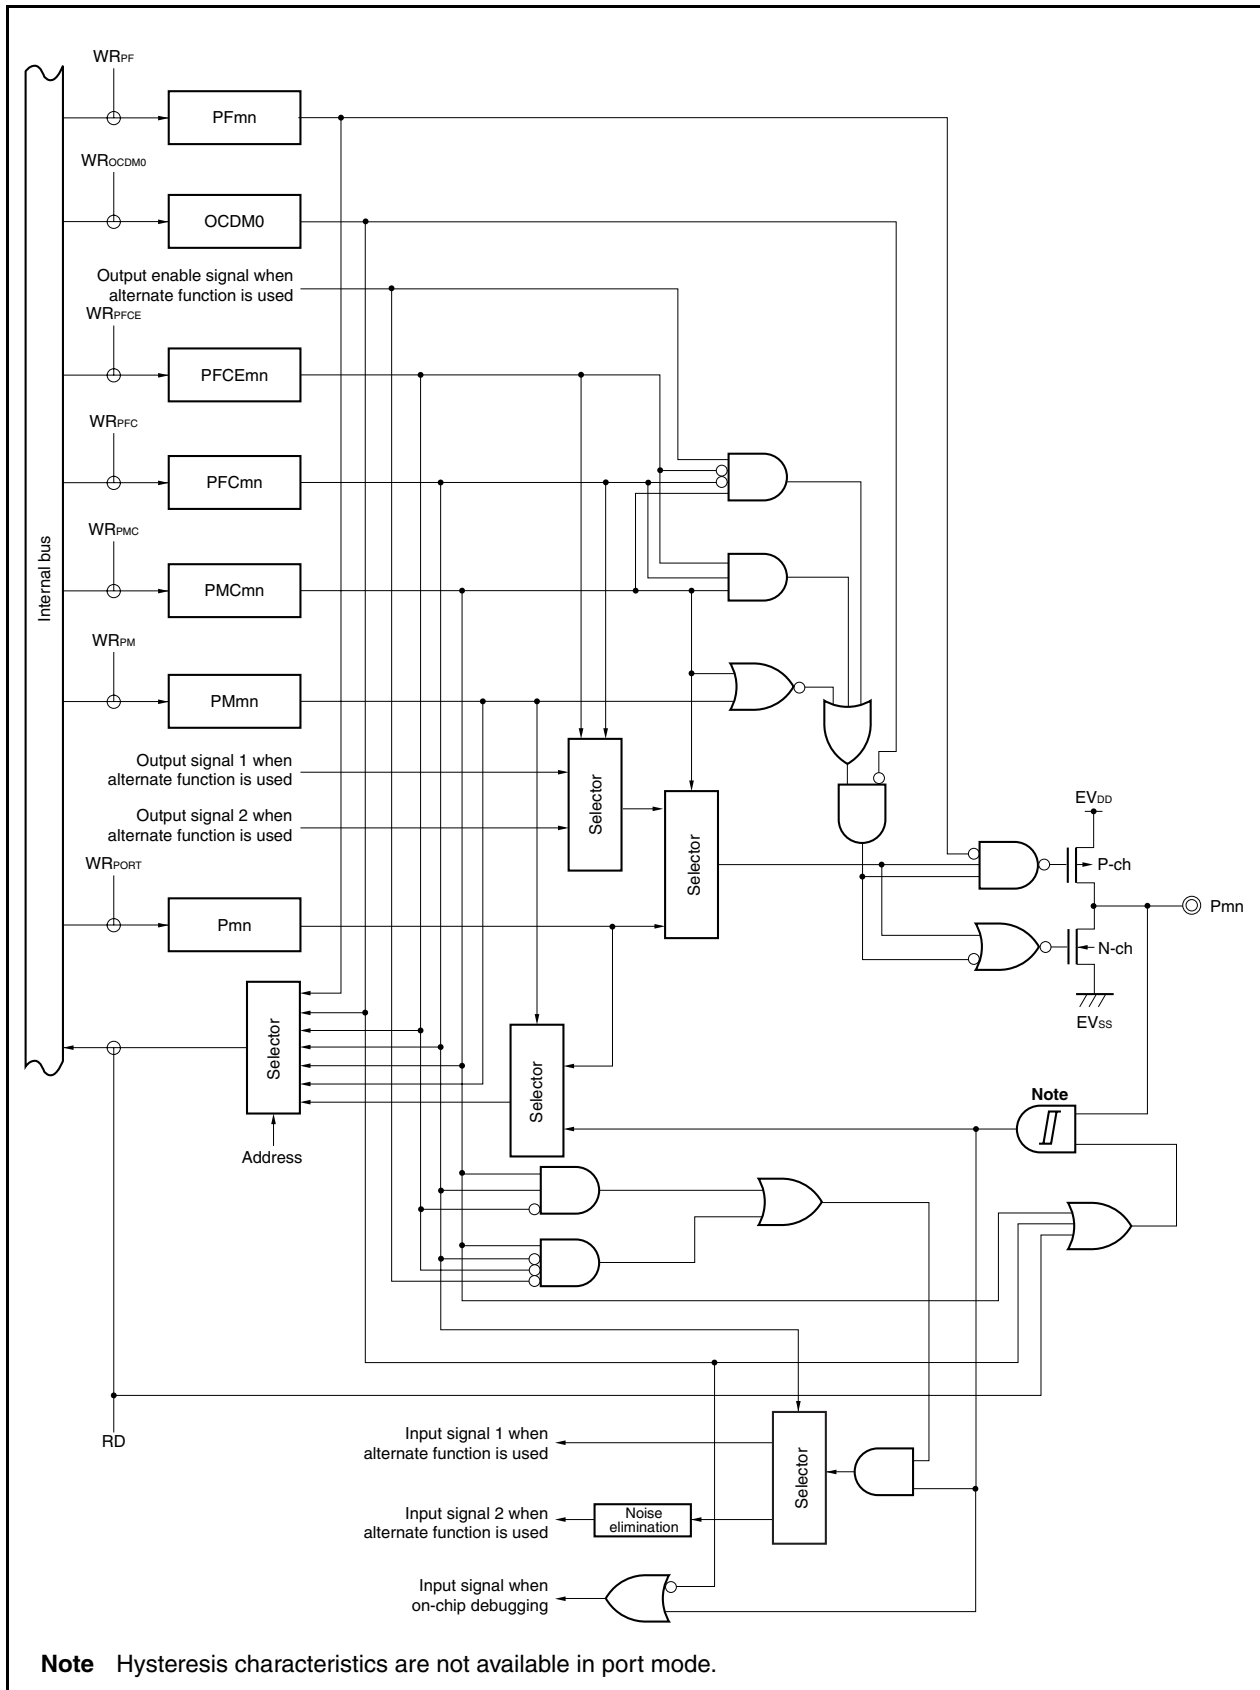 WRPF
PFmn
WROCDM0
OCDM0
Output enable signal when
alternate function is used
WRPFCE
PFCEmn
WRPFC
PFCmn
WRPMC
PMCmn
Internal bus
WRPM
PMmn
Output signal 1 when
alternate function is used
Output signal 2 when
alternate function is used
Selector
Selector
WRPORT
Pmn
EVDD
P-ch
Pmn
N-ch
EVSS
Selector
Address
Selector
Note
RD
Input signal 1 when
alternate function is used
Selector
Input signal 2 when
alternate function is used
Noise
elimination
Input signal when
on-chip debugging
Note Hysteresis characteristics are not available in port mode.